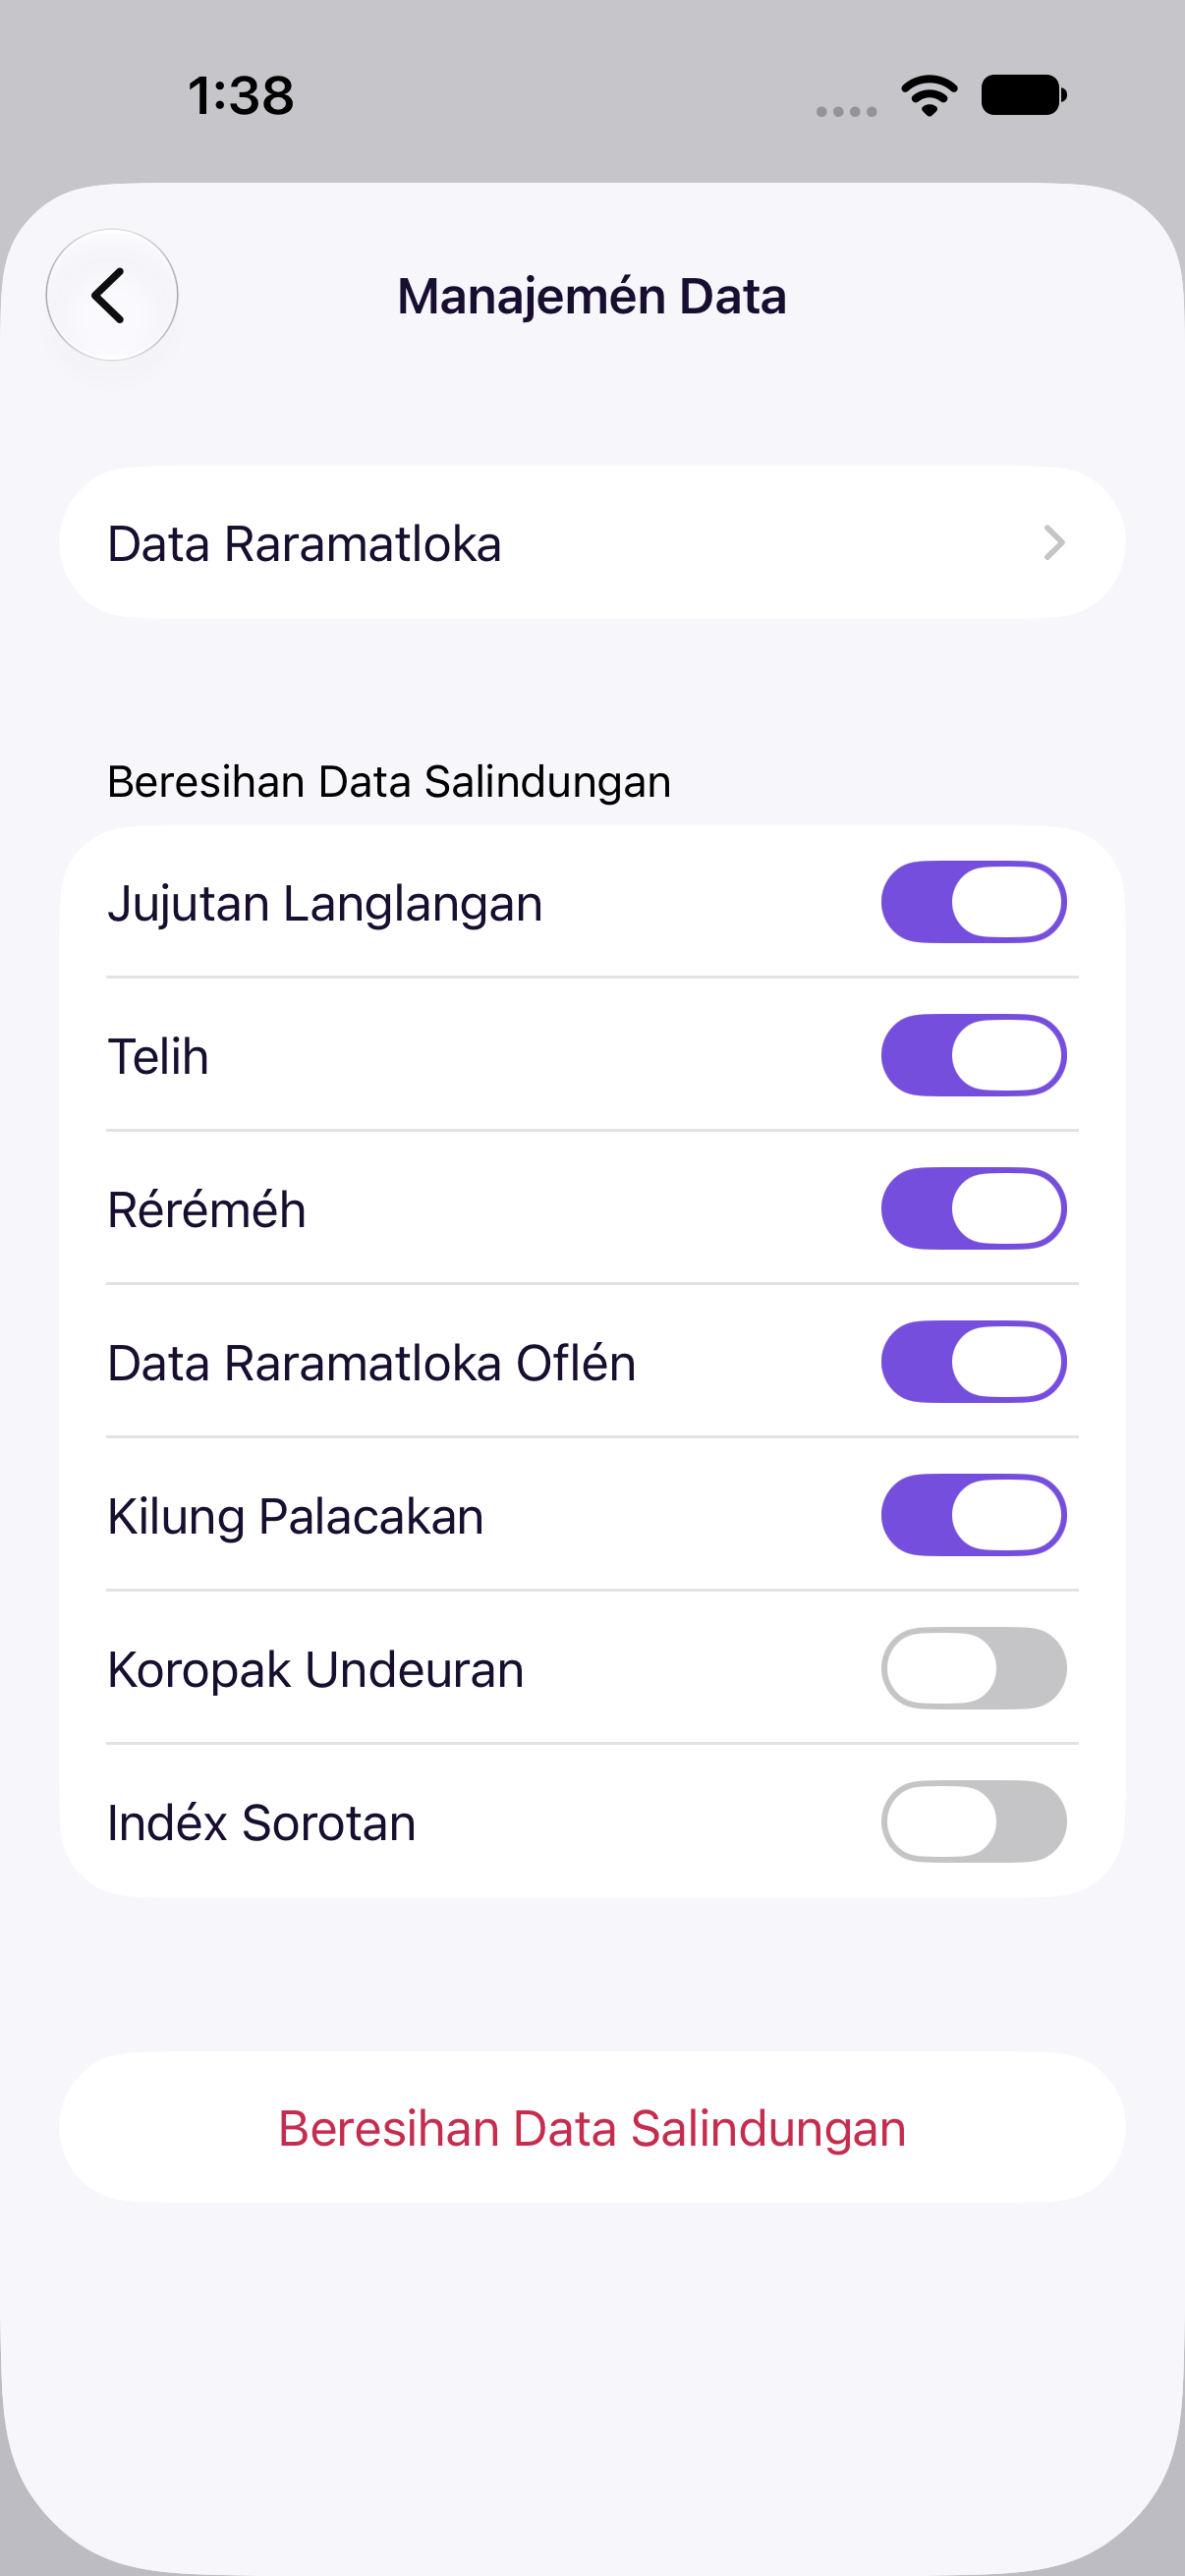 1:38
Manajemén Data
Data Raramatloka
Beresihan Data Salindungan
Jujutan Langlangan
Telih
Réréméh
Data Raramatloka Oflén
Kilung Palacakan
Koropak Undeuran
Indéx Sorotan
Beresihan Data Salindungan